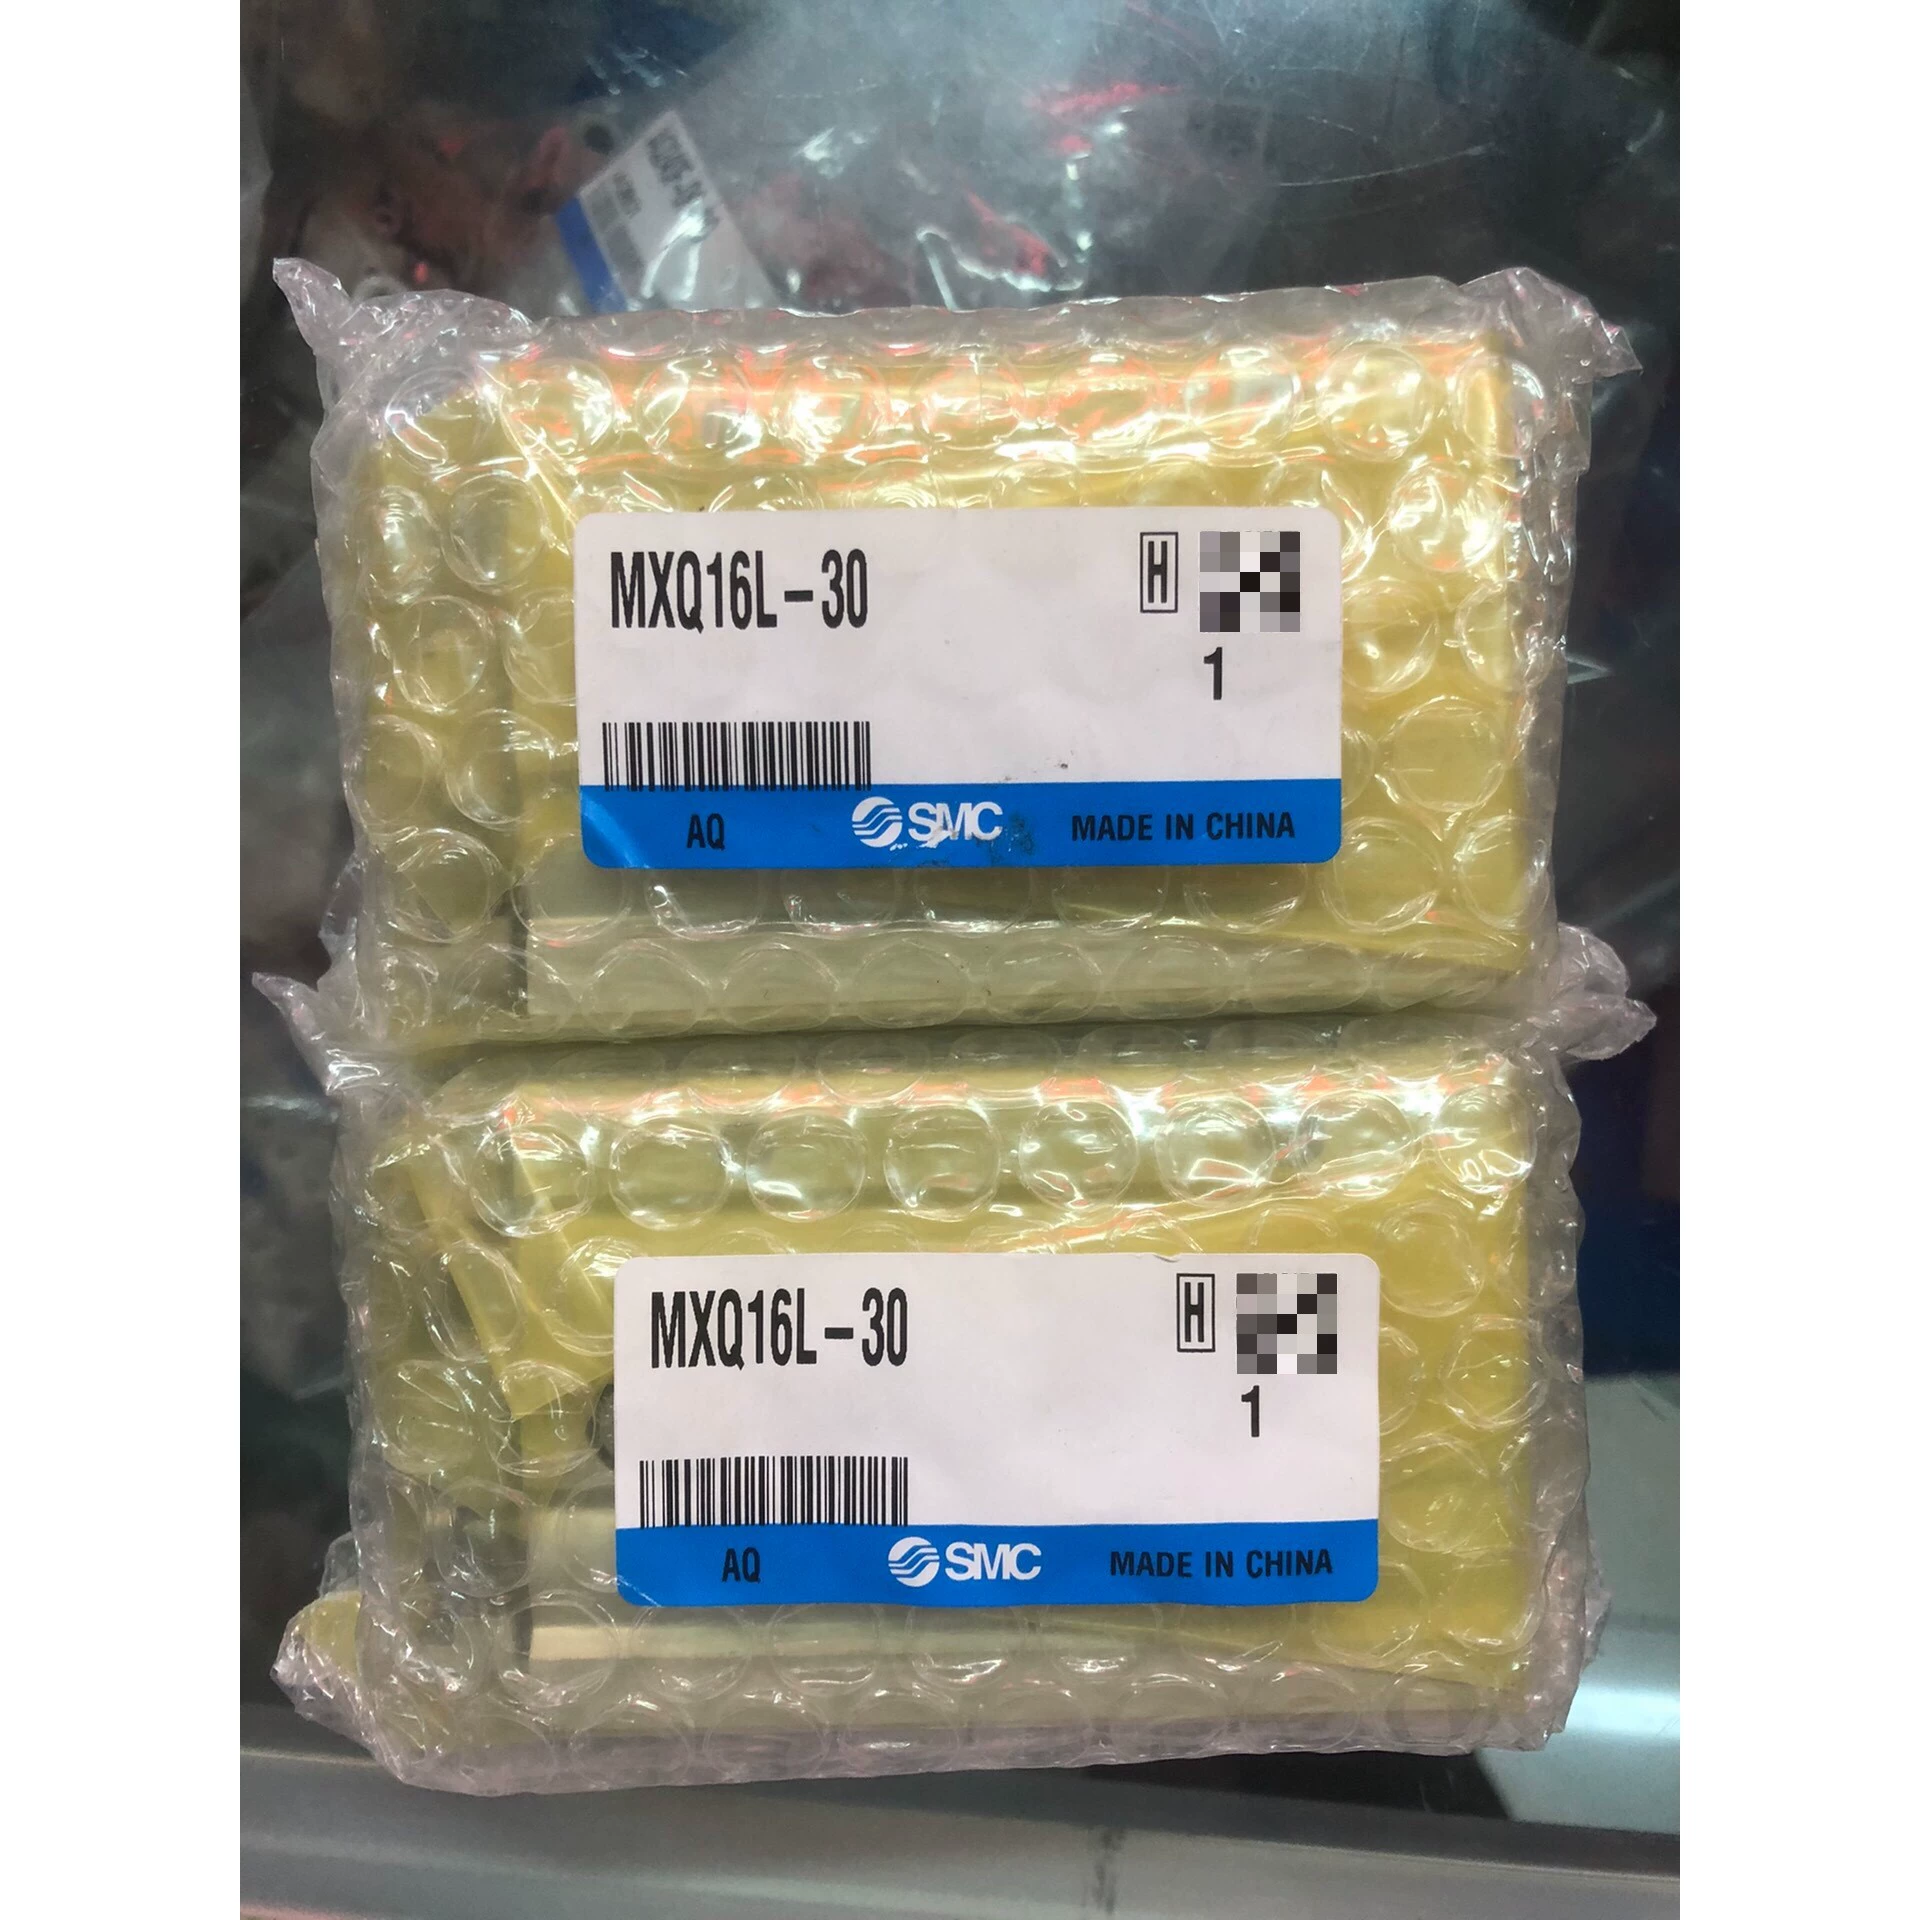 MXQ16L-30
H
1
AQ
SMC
MADE IN CHINA
MXQ16L-30
H
1
AQ
SMC
MADE IN CHINA